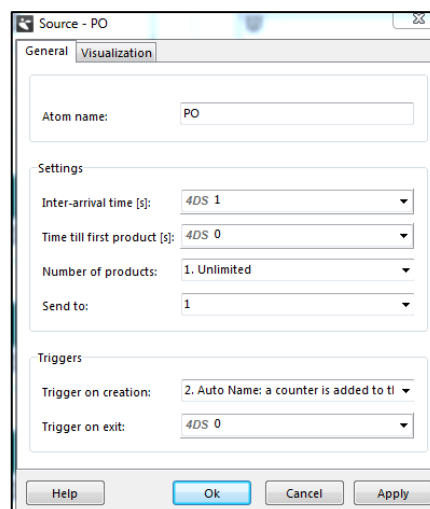 Source - PO
General Visualization
Atom name: PO
Settings
Inter-arrival time [s]: 4DS 1
Time till first product [s]: 4DS 0
Number of products: 1. Unlimited
Send to: 1
Triggers
Trigger on creation: 2. Auto Name: a counter is added to tl
Trigger on exit: 4DS 0
Help Ok Cancel Apply